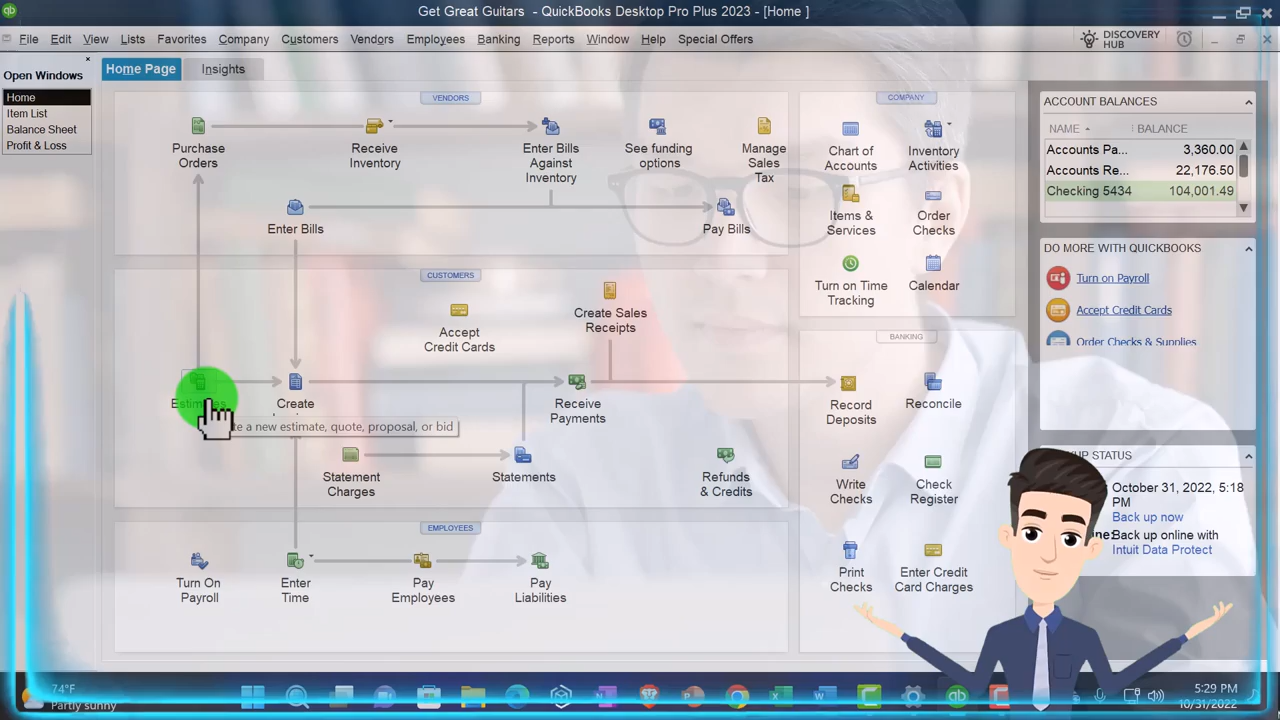 Get Great Guitars - QuickBooks Desktop Pro Plus 2023 - [Home ]
File Edit View Lists Favorites Company Customers Vendors Employees Banking Reports Window Help Special Offers
DISCOVERY
HUB
Open Windows
Home
Item List
Balance Sheet
Profit & Loss
Home Page
Insights
VENDORS
Purchase
Orders
Receive
Inventory
Enter Bills
Against
Inventory
See funding
options
Manage
Sales
Tax
Enter Bills
Pay Bills
CUSTOMERS
Accept
Credit Cards
Create Sales
Receipts
Create
Receive
Payments
e a new estimate, quote, proposal, or bid
Statement
Charges
Statements
Refunds
& Credits
EMPLOYEES
Turn On
Payroll
Enter
Time
Pay
Employees
Pay
Liabilities
COMPANY
Chart of
Accounts
Inventory
Activities
Items &
Services
Order
Checks
Turn on Time
Tracking
Calendar
BANKING
Record
Deposits
Reconcile
Write
Checks
Check
Register
Print
Checks
Enter Credit
Card Charges
ACCOUNT BALANCES
NAME BALANCE
Accounts Pa... 3,360.00
Accounts Re... 22,176.50
Checking 5434 104,001.49
DO MORE WITH QUICKBOOKS
Turn on Payroll
Accept Credit Cards
Order Checks & Supplies
STATUS
October 31, 2022, 5:18
PM
Back up now
Back up online with
Intuit Data Protect
74°F
Partly sunny
5:29 PM
10/31/2022